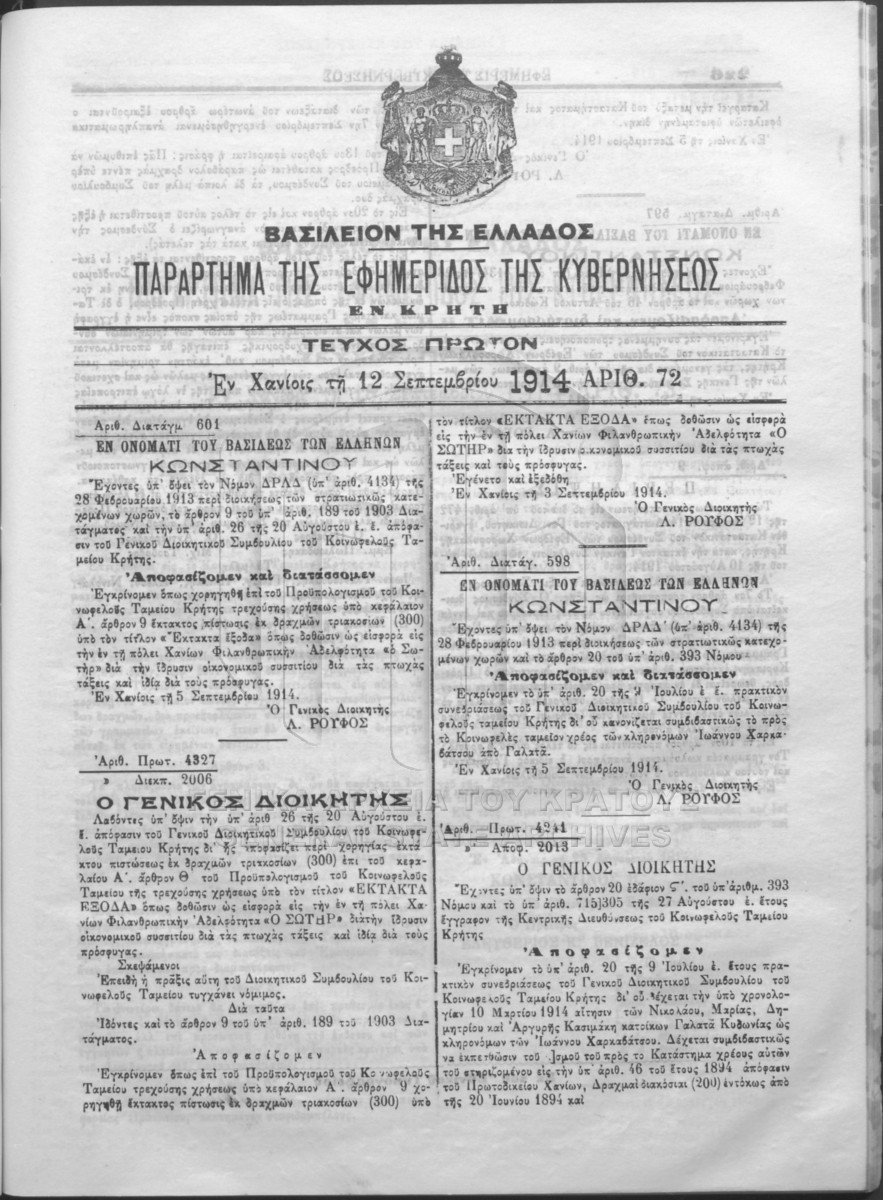 ΒΑΣΙΛΕΙΟΝ ΤΗΣ ΕΛΛΑΔΟΣ
ΠΑΡΑΡΤΗΜΑ ΤΗΣ ΕΦΗΜΕΡΙΔΟΣ ΤΗΣ ΚΥΒΕΡΝΗΣΕΩΣ
ΕΝ ΚΡΗΤΗ
ΤΕΥΧΟΣ ΠΡΩΤΟΝ
Ἐν Χανίοις τῇ 12 Σεπτεμβρίου 1914 ΑΡΙΘ. 72
Αριθ. Διατάγμ 601
ΕΝ ΟΝΟΜΑΤΙ ΤΟΥ ΒΑΣΙΛΕΩΣ ΤΩΝ ΕΛΛΗΝΩΝ
ΚΩΝΣΤΑΝΤΙΝΟΥ
Ἔχοντες ὑπ' ὄψει τὸν Νόμον ΔΡΛΔ (ὑπ' ἀριθ. 4134) τῆς
28 Φεβρουαρίου 1913 περὶ διοικήσεως τῶν στρατιωτικῶς κατε-
χομένων χωρῶν, τὸ ἄρθρον 9 τοῦ ὑπ' ἀριθ. 189 τοῦ 1903 Δια-
τάγματος καὶ τὴν ὑπ' ἀριθ. 26 τῆς 20 Αὐγούστου ἐ. ἔ. ἀπόφα-
σιν τοῦ Γενικοῦ Διοικητικοῦ Συμβουλίου τοῦ Κοινωφελοῦς Τα-
μείου Κρήτης.
Ἀποφασίζομεν καὶ διατάσσομεν
Ἐγκρίνομεν ὅπως χορηγηθῇ ἐπὶ τοῦ Προϋπολογισμοῦ τοῦ Κοι-
νωφελοῦς Ταμείου Κρήτης τρεχούσης χρήσεως ὑπὸ κεφάλαιον
Α΄. ἄρθρον 9 ἔκτακτος πίστωσις ἐκ δραχμῶν τριακοσίων (300)
ὑπὸ τὸν τίτλον «Ἔκτακτα ἔξοδα» ὅπως δοθῶσιν ὡς εἰσφορὰ εἰς
τὴν ἐν τῇ πόλει Χανίων Φιλανθρωπικὴν Ἀδελφότητα «ὁ Σω-
τὴρ» διὰ τὴν ἵδρυσιν οἰκονομικοῦ συσσιτίου διὰ τὰς πτωχὰς
τάξεις καὶ ἰδίᾳ διὰ τοὺς πρόσφυγας.
Ἐν Χανίοις τῇ 5 Σεπτεμβρίου 1914.
Ὁ Γενικὸς Διοικητὴς
Λ. ΡΟΥΦΟΣ
Ἀριθ. Πρωτ. 4327
» Διεκπ. 2006
Ο ΓΕΝΙΚΟΣ ΔΙΟΙΚΗΤΗΣ
Λαβόντες ὑπ' ὄψιν τὴν ὑπ' ἀριθ 26 τῆς 20 Αὐγούστου ἐ.
ἔ. ἀπόφασιν τοῦ Γενικοῦ Διοικητικοῦ Συμβουλίου τοῦ Κοινωφε-
λοῦς Ταμείου Κρήτης δι' ἧς ἀποφασίζει περὶ χορηγίας ἐκτά-
κτου πιστώσεως ἐκ δραχμῶν τριακοσίων (300) ἐπὶ τοῦ κεφα-
λαίου Α΄. ἄρθρον Θ τοῦ Προϋπολογισμοῦ τοῦ Κοινωφελοῦς
Ταμείου τῆς τρεχούσης χρήσεως ὑπὸ τὸν τίτλον «ΕΚΤΑΚΤΑ
ΕΞΟΔΑ» ὅπως δοθῶσιν ὡς εἰσφορὰ εἰς τὴν ἐν τῇ πόλει Χα-
νίων Φιλανθρωπικὴν Ἀδελφότητα «Ο ΣΩΤΗΡ» διὰ τὴν ἵδρυσιν
οἰκονομικοῦ συσσιτίου διὰ τὰς πτωχὰς τάξεις καὶ ἰδίᾳ διὰ τοὺς
πρόσφυγας.
Σκεψάμενοι
Ἐπειδὴ ἡ πρᾶξις αὕτη τοῦ Διοικητικοῦ Συμβουλίου τοῦ Κοι-
νωφελοῦς Ταμείου τυγχάνει νόμιμος.
Διὰ ταῦτα
Ἰδόντες καὶ τὸ ἄρθρον 9 τοῦ ὑπ' ἀριθ. 189 τοῦ 1903 Δια-
τάγματος.
Ἀποφασίζομεν
Ἐγκρίνομεν ὅπως ἐπὶ τοῦ Προϋπολογισμοῦ τοῦ Κοινωφελοῦς
Ταμείου τρεχούσης χρήσεως ὑπὸ κεφάλαιον Α΄. ἄρθρον 9 χο-
ρηγηθῇ ἔκτακτος πίστωσις ἐκ δραχμῶν τριακοσίων (300) ὑπὸ
τὸν τίτλον «ΕΚΤΑΚΤΑ ΕΞΟΔΑ» ὅπως δοθῶσιν ὡς εἰσφορὰ
εἰς τὴν ἐν τῇ πόλει Χανίων Φιλανθρωπικὴν Ἀδελφότητα «Ο
ΣΩΤΗΡ» δια τὴν ἵδρυσιν οἰκονομικοῦ συσσιτίου διὰ τὰς πτωχὰς
τάξεις καὶ τοὺς πρόσφυγας.
Ἐγένετο καὶ ἐξεδόθη
Ἐν Χανίοις τῇ 3 Σεπτεμβρίου 1914.
Ὁ Γενικὸς Διοικητὴς
Λ. ΡΟΥΦΟΣ
Ἀριθ. Διατάγ. 598
ΕΝ ΟΝΟΜΑΤΙ ΤΟΥ ΒΑΣΙΛΕΩΣ ΤΩΝ ΕΛΛΗΝΩΝ
ΚΩΝΣΤΑΝΤΙΝΟΥ
Ἔχοντες ὑπ' ὄψει τὸν Νόμον ΔΡΛΔ΄ (ὑπ' ἀριθ. 4134) τῆς
28 Φεβρουαρίου 1913 περὶ διοικήσεως τῶν στρατιωτικῶς κατεχο-
μένων χωρῶν καὶ τὸ ἄρθρον 20 τοῦ ὑπ' ἀριθ. 393 Νόμου
Ἀποφασίζομεν καὶ διατάσσομεν
Ἐγκρίνομεν τὸ ὑπ' ἀριθ. 20 τῆς 9 Ἰουλίου ἐ ἔ. πρακτικὸν
συνεδριάσεως τοῦ Γενικοῦ Διοικητικοῦ Συμβουλίου τοῦ Κοινω-
φελοῦς ταμείου Κρήτης δι' οὗ κανονίζεται συμβιβαστικῶς τὸ πρὸς
τὸ Κοινωφελὲς ταμεῖον χρέος τῶν κληρονόμων Ἰωάννου Χαρκα-
βάτσου ἀπὸ Γαλατᾶ.
Ἐν Χανίοις τῇ 5 Σεπτεμβρίου 1914.
Ὁ Γενικὸς Διοικητὴς
Λ. ΡΟΥΦΟΣ
Ἀριθ. Πρωτ. 4241
» Αποφ. 2013
Ο ΓΕΝΙΚΟΣ ΔΙΟΙΚΗΤΗΣ
Ἔχοντες ὑπ' ὄψιν τὸ ἄρθρον 20 ἐδάφιον ϛ΄. τοῦ ὑπ' ἀριθμ. 393
Νόμου καὶ τὸ ὑπ' ἀριθ. 715]305 τῆς 27 Αὐγούστου ἐ. ἔτους
ἔγγραφον τῆς Κεντρικῆς Διευθύνσεως τοῦ Κοινωφελοῦς Ταμείου
Κρήτης
Ἀποφασίζομεν
Ἐγκρίνομεν τὸ ὑπ' ἀριθ. 20 τῆς 9 Ἰουλίου ἐ. ἔτους πρα-
κτικὸν συνεδριάσεως τοῦ Γενικοῦ Διοικητικοῦ Συμβουλίου τοῦ
Κοινωφελοῦς Ταμείου Κρήτης δι' οὗ δέχεται τὴν ὑπὸ χρονολο-
γίαν 10 Μαρτίου 1914 αἴτησιν τῶν Νικολάου, Μαρίας, Δη-
μητρίου καὶ Ἀργυρῆς Κασιμάκη κατοίκων Γαλατᾶ Κυδωνίας ὡς
κληρονόμων τῶν Ἰωάννου Χαρκαβάτσου. Δέχεται συμβιβαστικῶς
νὰ ἐκπεσθῶσιν τοῦ τοῦ πρὸς τὸ Κατάστημα χρέους αὐτῶν
τοῦ στηριζομένου εἰς τὴν ὑπ' ἀριθ. 46 τοῦ ἔτους 1894 ἀπόφασιν
τοῦ Πρωτοδικείου Χανίων, Δραχμαὶ διακόσιαι (200) ἐντόκως ἀπὸ
τῆς 20 Ἰουνίου 1894 καὶ